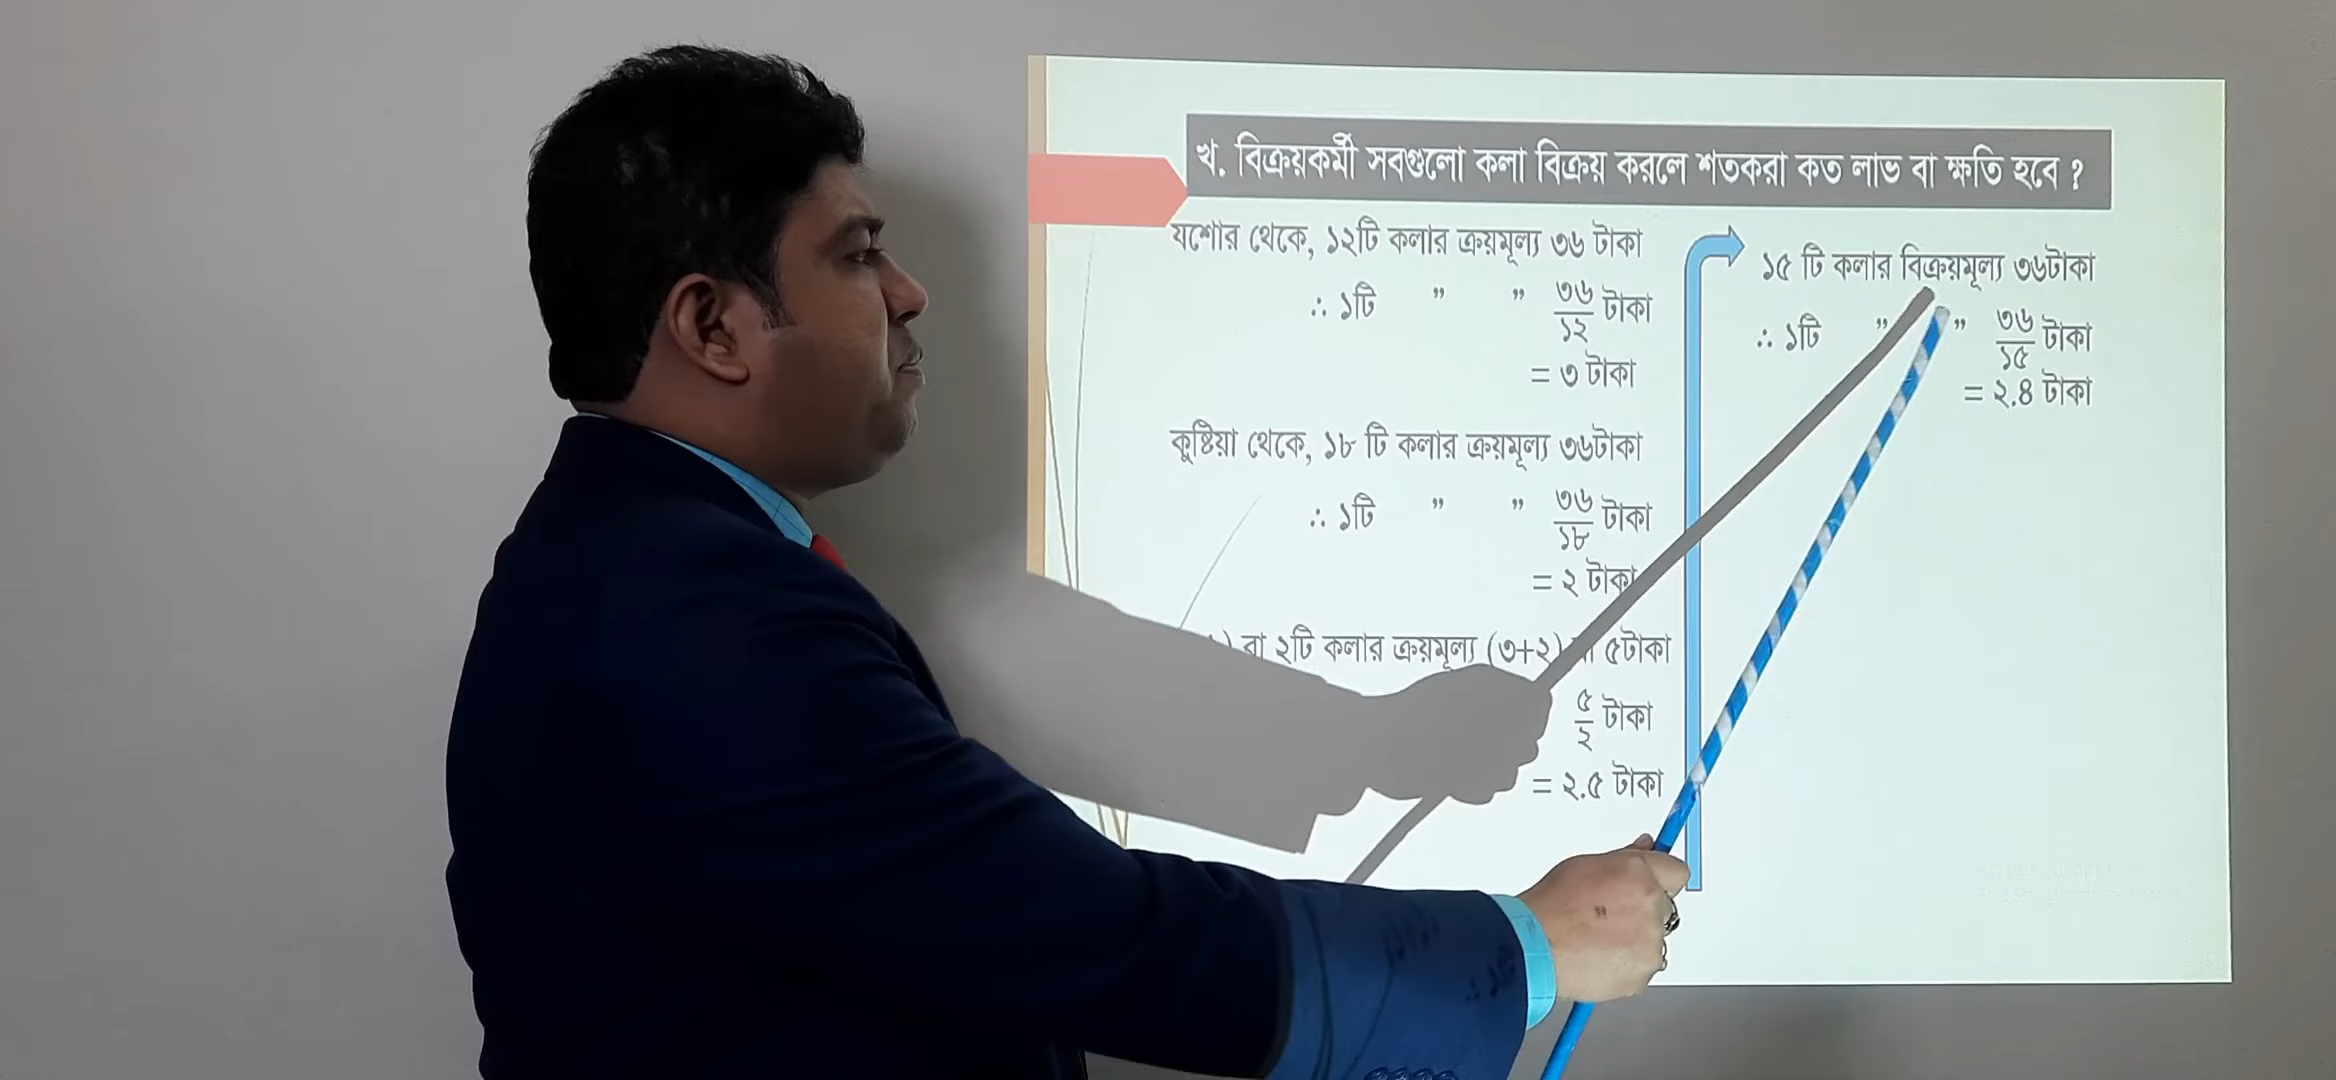 খ. বিক্রয়কর্মী সবগুলো কলা বিক্রয় করলে শতকরা কত লাভ বা ক্ষতি হবে ?
যশোর থেকে, ১২টি কলার ক্রয়মূল্য ৩৬ টাকা
∴ ১টি " " ৩৬/১২ টাকা
= ৩ টাকা
কুষ্টিয়া থেকে, ১৮ টি কলার ক্রয়মূল্য ৩৬টাকা
∴ ১টি " " ৩৬/১৮ টাকা
= ২ টাকা
বা ২টি কলার ক্রয়মূল্য (৩+২) ৫টাকা
৫/২ টাকা
= ২.৫ টাকা
১৫ টি কলার বিক্রয়মূল্য ৩৬টাকা
∴ ১টি " " ৩৬/১৫ টাকা
= ২.৪ টাকা